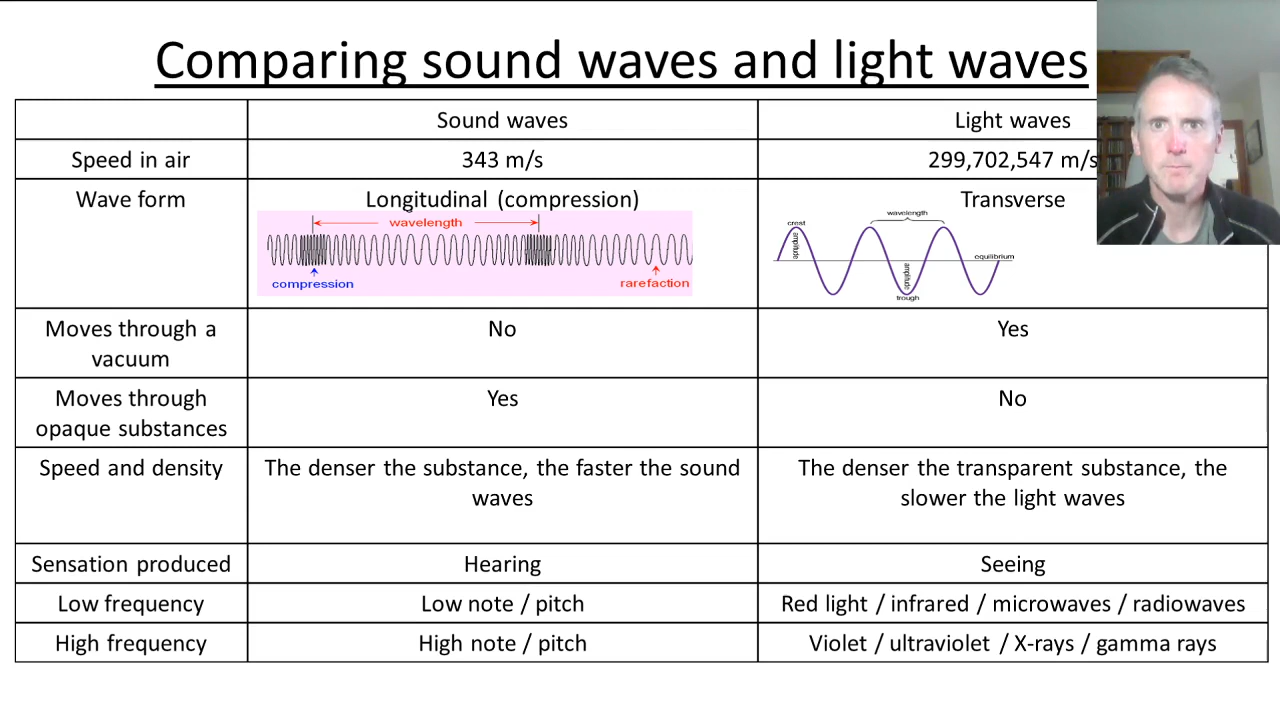 Comparing sound waves and light waves
Sound waves
Light waves
Speed in air
343 m/s
299,702,547 m/s
Wave form
Longitudinal (compression)
wavelength
compression
rarefaction
Transverse
wavelength
crest
amplitude
equilibrium
amplitude
trough
Moves through a
vacuum
No
Yes
Moves through
opaque substances
Yes
No
Speed and density
The denser the substance, the faster the sound
waves
The denser the transparent substance, the
slower the light waves
Sensation produced
Hearing
Seeing
Low frequency
Low note / pitch
Red light / infrared / microwaves / radiowaves
High frequency
High note / pitch
Violet / ultraviolet / X-rays / gamma rays